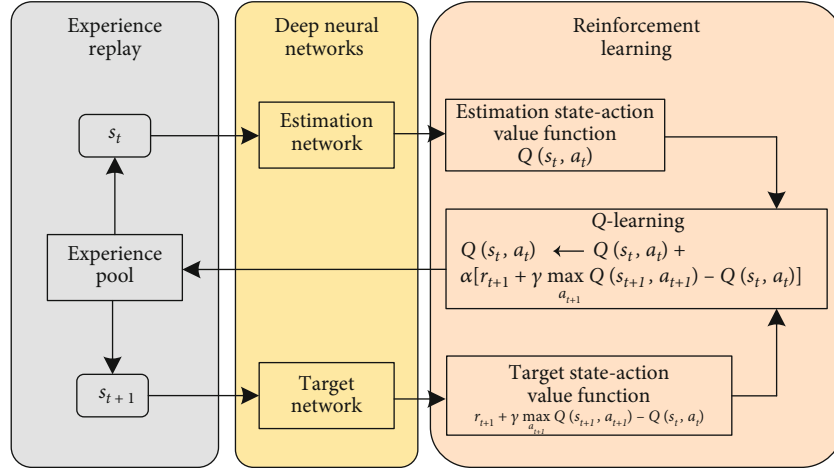 Experience
replay
s_t
Experience
pool
s_{t+1}
Deep neural
networks
Estimation
network
Target
network
Reinforcement
learning
Estimation state-action
value function
Q (s_t, a_t)
Q-learning
Q (s_t, a_t) ← Q (s_t, a_t) +
α[r_{t+1} + γ max_{a_{t+1}} Q (s_{t+1}, a_{t+1}) – Q (s_t, a_t)]
Target state-action
value function
r_{t+1} + γ max_{a_{t+1}} Q (s_{t+1}, a_{t+1}) – Q (s_t, a_t)